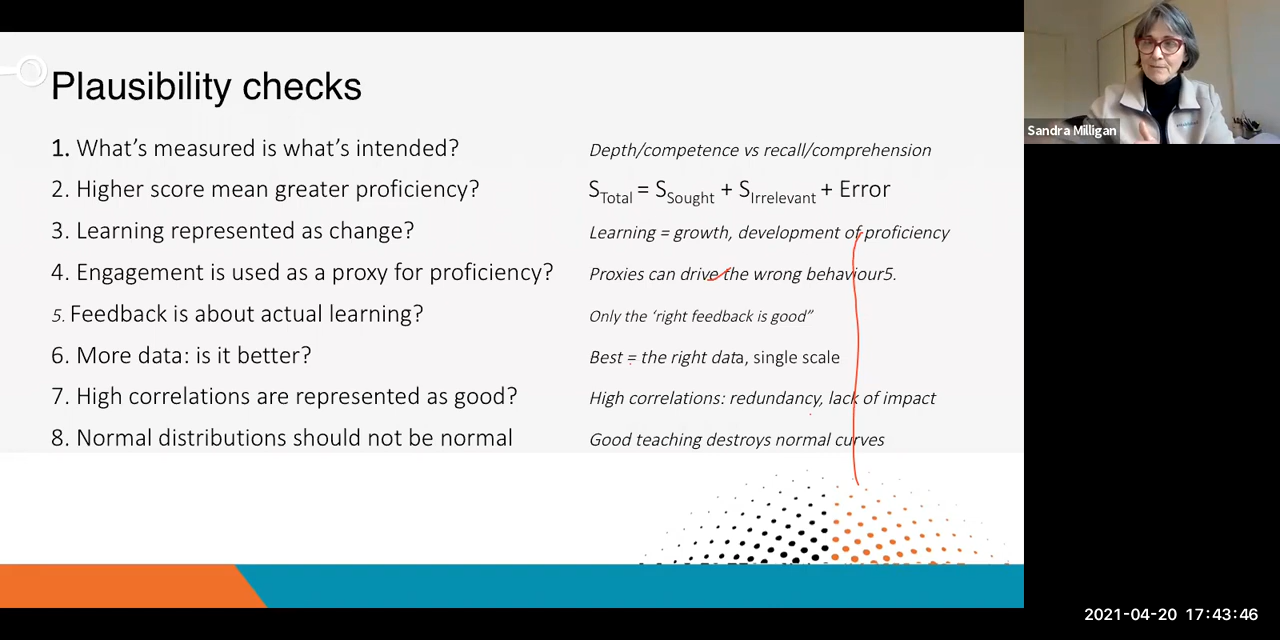 Plausibility checks
1. What's measured is what's intended? Depth/competence vs recall/comprehension
2. Higher score mean greater proficiency? STotal = SSought + SIrrelevant + Error
3. Learning represented as change? Learning = growth, development of proficiency
4. Engagement is used as a proxy for proficiency? Proxies can drive the wrong behaviour5.
5. Feedback is about actual learning? Only the ‘right feedback is good”
6. More data: is it better? Best = the right data, single scale
7. High correlations are represented as good? High correlations: redundancy, lack of impact
8. Normal distributions should not be normal Good teaching destroys normal curves
Sandra Milligan
2021-04-20 17:43:46